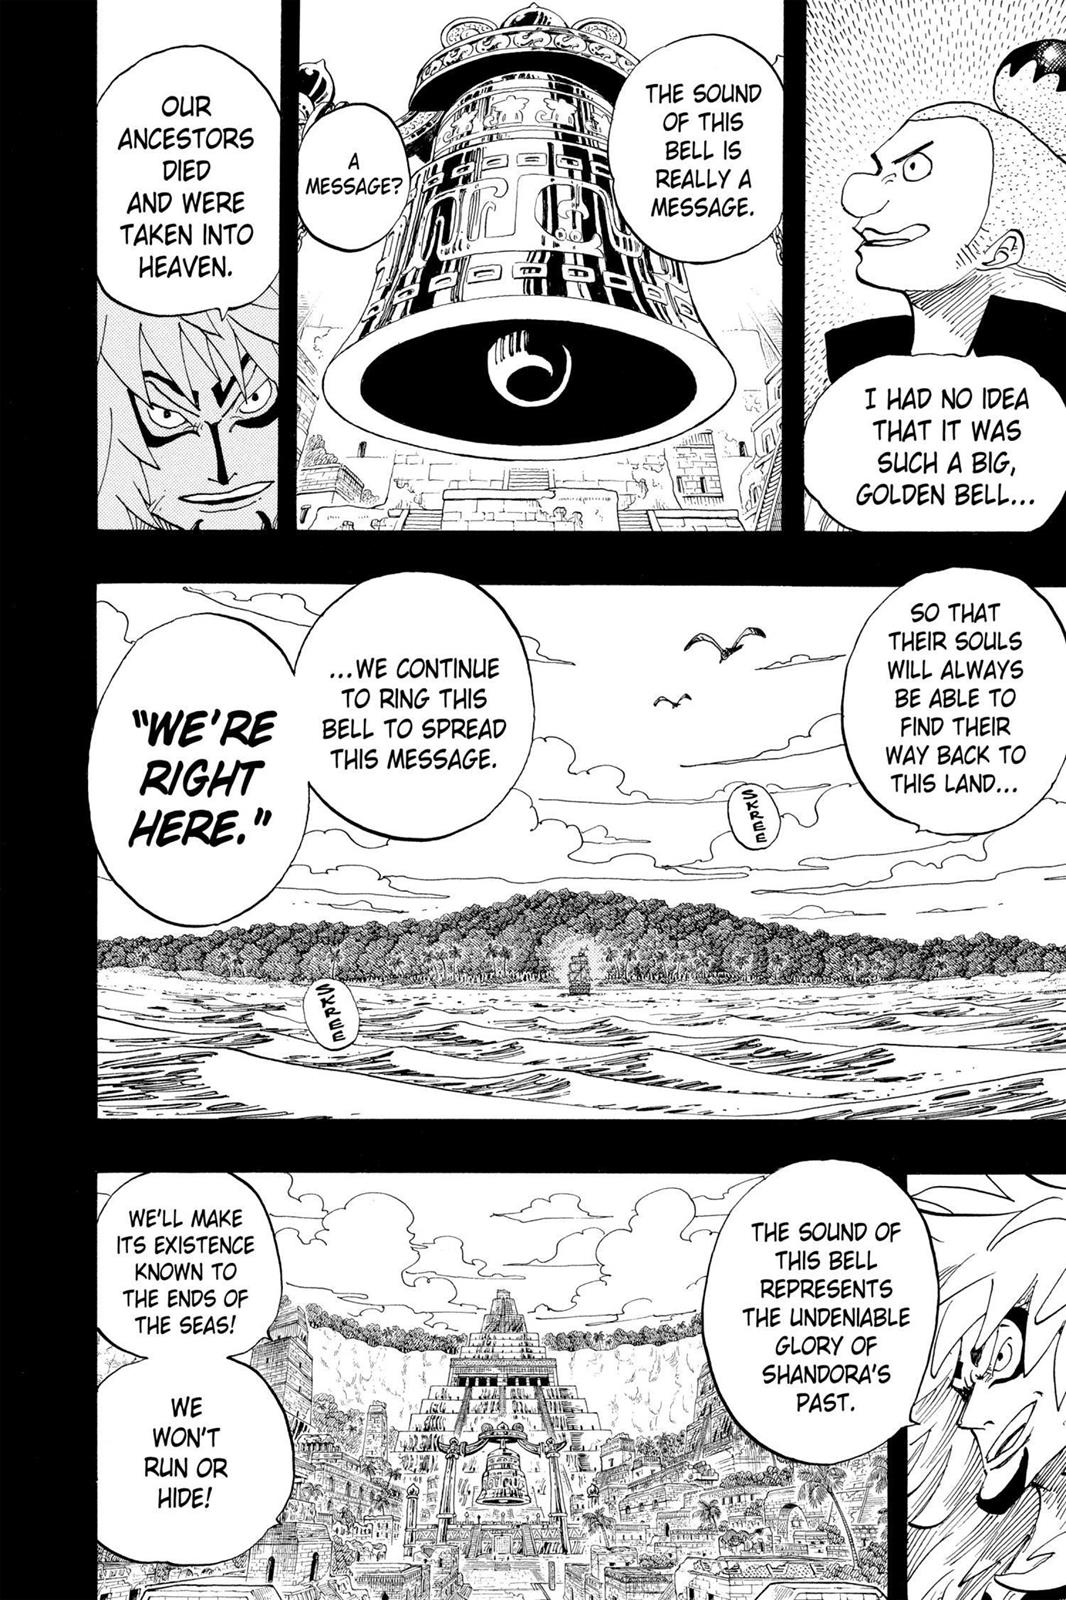 I HAD NO IDEA
THAT IT WAS
SUCH A BIG,
GOLDEN BELL...
THE SOUND
OF THIS
BELL IS
REALLY A
MESSAGE.
A
MESSAGE?
OUR
ANCESTORS
DIED
AND WERE
TAKEN INTO
HEAVEN.
SO THAT
THEIR SOULS
WILL ALWAYS
BE ABLE TO
FIND THEIR
WAY BACK TO
THIS LAND...
SKREE
...WE CONTINUE
TO RING THIS
BELL TO SPREAD
THIS MESSAGE.
"WE'RE
RIGHT
HERE."
SKREE
THE SOUND OF
THIS BELL
REPRESENTS
THE UNDENIABLE
GLORY OF
SHANDORA'S
PAST.
WE'LL MAKE
ITS EXISTENCE
KNOWN TO
THE ENDS OF
THE SEAS!
WE
WON'T
RUN OR
HIDE!